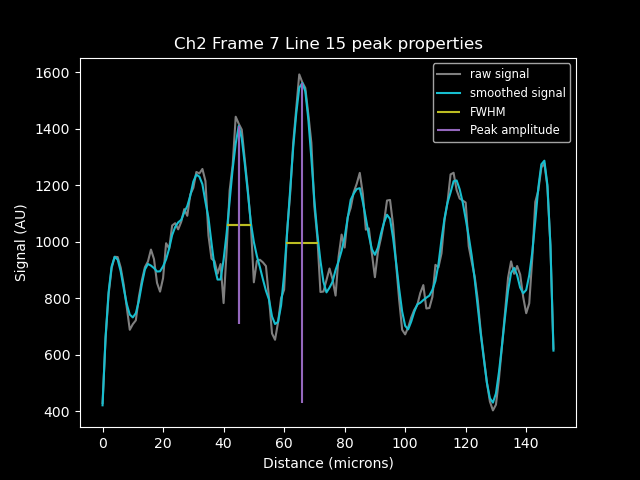 Ch2 Frame 7 Line 15 peak properties
raw signal
smoothed signal
FWHM
Peak amplitude
Signal (AU)
1600
1400
1200
1000
800
600
400
0 20 40 60 80 100 120 140
Distance (microns)